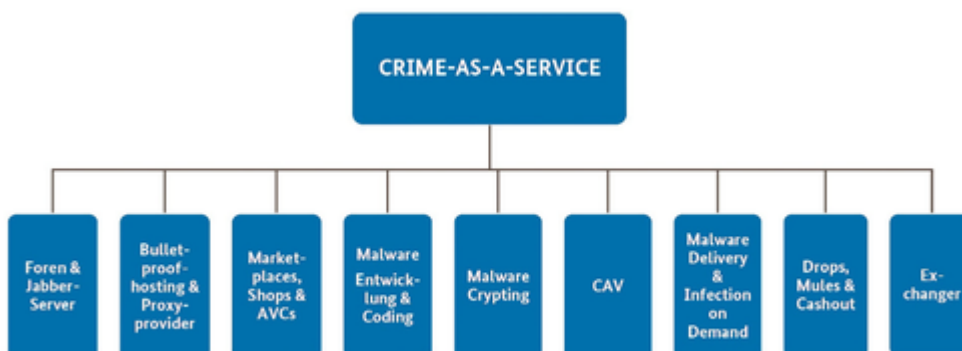 CRIME-AS-A-SERVICE
Foren &
Jabber-
Server
Bullet-
proof-
hosting &
Proxy-
provider
Market-
places,
Shops &
AVCs
Malware
Entwick-
lung &
Coding
Malware
Crypting
CAV
Malware
Delivery
&
Infection
on
Demand
Drops,
Mules &
Cashout
Ex-
changer